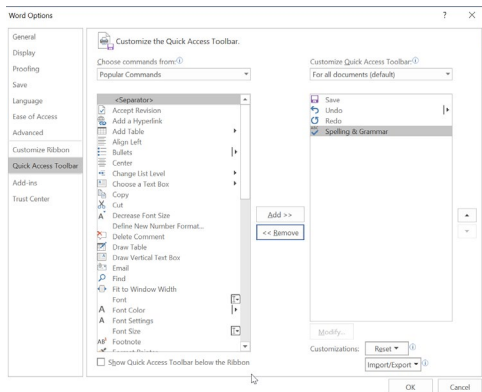 Word Options
?
General
Display
Proofing
Save
Language
Ease of Access
Advanced
Customize Ribbon
Quick Access Toolbar
Add-ins
Trust Center
Customize the Quick Access Toolbar.
Choose commands from:
Popular Commands
<Separator>
Accept Revision
Add a Hyperlink
Add Table
Align Left
Bullets
Center
Change List Level
Choose a Text Box
Copy
Cut
Decrease Font Size
Define New Number Format...
Delete Comment
Draw Table
Draw Vertical Text Box
Email
Find
Fit to Window Width
Font
Font Color
Font Settings
Font Size
Footnote
Format Painter
Show Quick Access Toolbar below the Ribbon
Add >>
<< Remove
Customize Quick Access Toolbar:
For all documents (default)
Save
Undo
Redo
Spelling & Grammar
Modify...
Customizations:
Reset
Import/Export
OK
Cancel